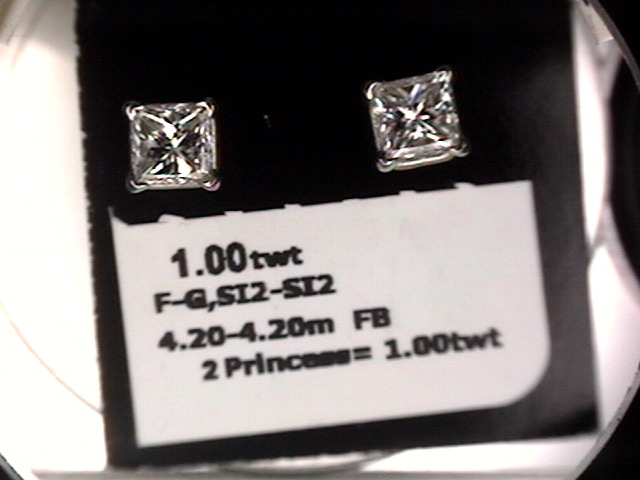 1.00twt
F-G,SI2-SI2
4.20-4.20m FB
2 Princess= 1.00twt